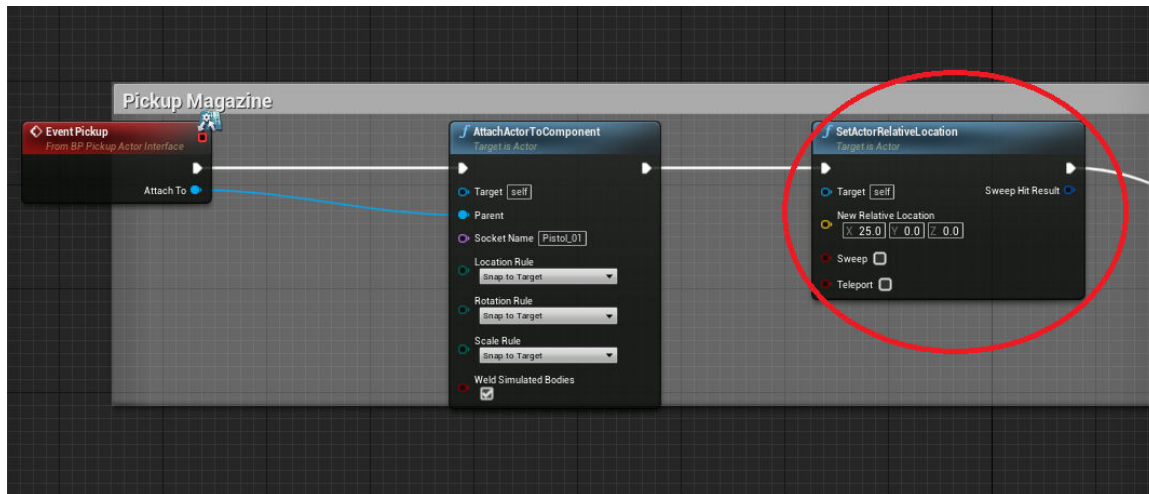 Pickup Magazine
Event Pickup
From BP Pickup Actor Interface
Attach To
AttachActorToComponent
Target is Actor
Target self
Parent
Socket Name Pistol_01
Location Rule
Snap to Target
Rotation Rule
Snap to Target
Scale Rule
Snap to Target
Weld Simulated Bodies
SetActorRelativeLocation
Target is Actor
Target self Sweep Hit Result
New Relative Location
X 25.0 Y 0.0 Z 0.0
Sweep
Teleport